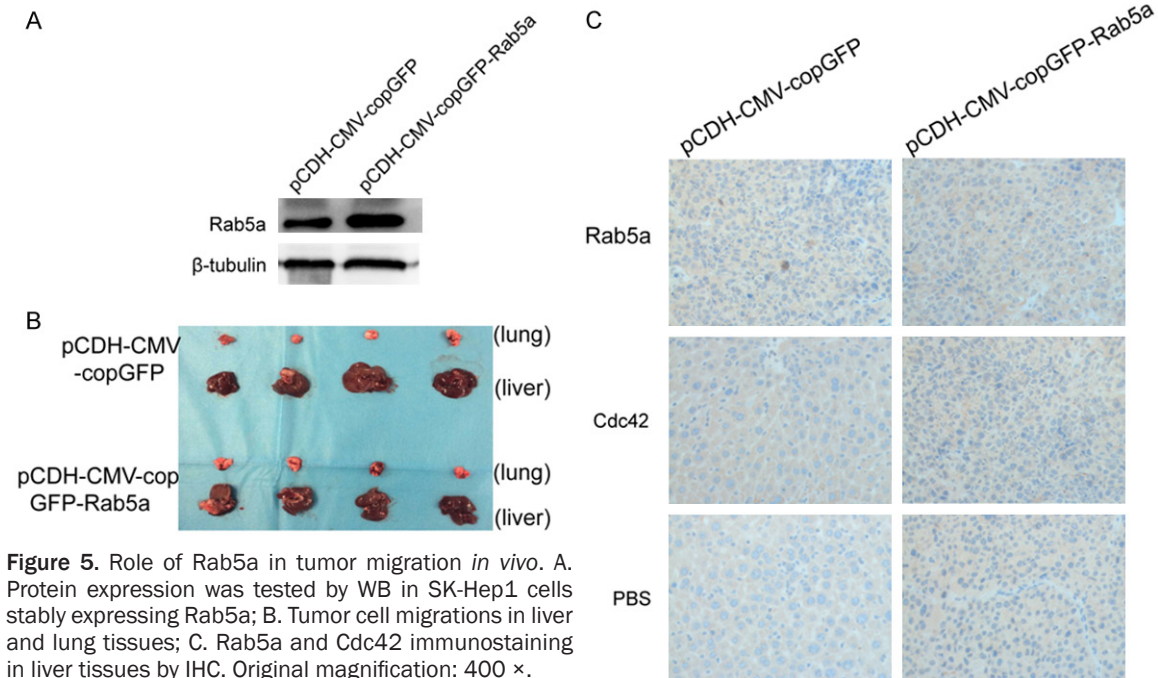 A
pCDH-CMV-copGFP
pCDH-CMV-copGFP-Rab5a
Rab5a
β-tubulin
B
pCDH-CMV
-copGFP
(lung)
(liver)
pCDH-CMV-cop
GFP-Rab5a
(lung)
(liver)
C
pCDH-CMV-copGFP
pCDH-CMV-copGFP-Rab5a
Rab5a
Cdc42
PBS
Figure 5. Role of Rab5a in tumor migration in vivo. A.
Protein expression was tested by WB in SK-Hep1 cells
stably expressing Rab5a; B. Tumor cell migrations in liver
and lung tissues; C. Rab5a and Cdc42 immunostaining
in liver tissues by IHC. Original magnification: 400 ×.